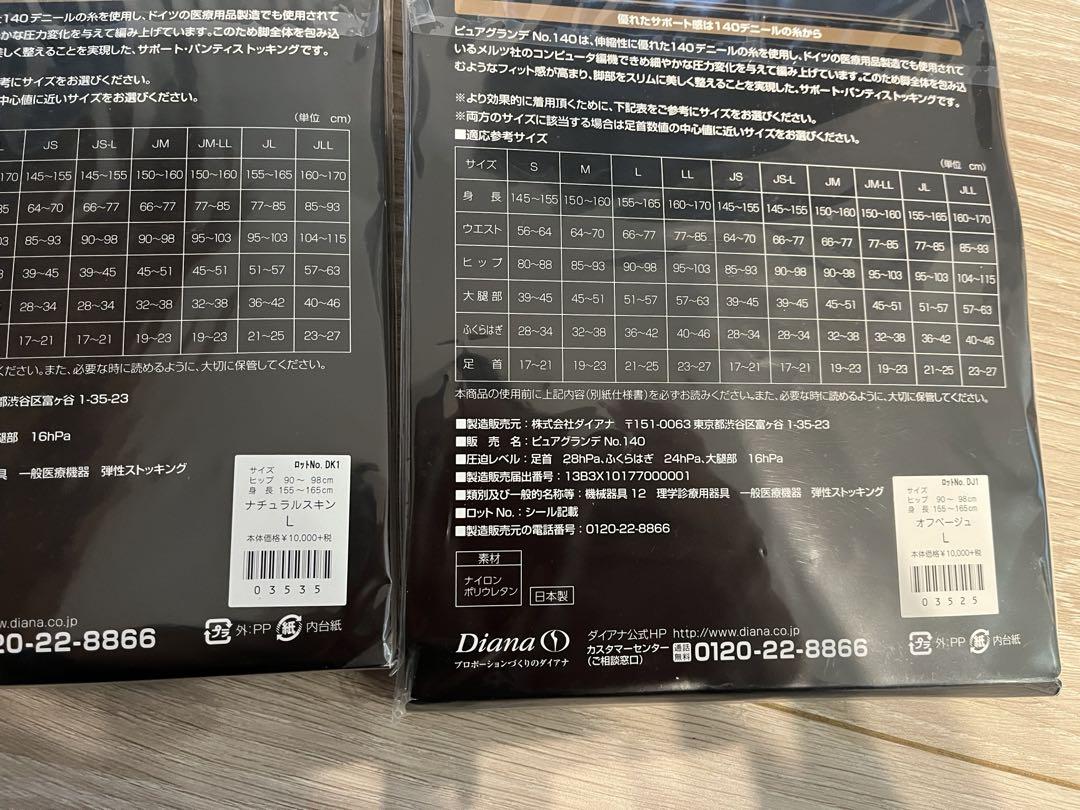 140デニールの糸を使用し、ドイツの医療用品製造でも使用されて
かな圧力変化を与えて編み上げています。このため脚全体を包み込
美しく整えることを実現した、サポート・パンティストッキングです。
考にサイズをお選びください。
中心値に近いサイズをお選びください。
(単位 cm)
JS JS-L JM JM-LL JL JLL
170 145〜155 145〜155 150〜160 150〜160 155〜165 160〜170
85 64〜70 66〜77 66〜77 77〜85 77〜85 85〜93
03 85〜93 90〜98 90〜98 95〜103 95〜103 104〜115
39〜45 39〜45 45〜51 45〜51 51〜57 57〜63
28〜34 28〜34 32〜38 32〜38 36〜42 40〜46
17〜21 17〜21 19〜23 19〜23 21〜25 23〜27
ください。また、必要な時に読めるように、大切に保管してください。
都渋谷区富ヶ谷 1-35-23
腿部 16hPa
具 一般医療機器 弾性ストッキング
サイズ ロットNo. DK1
ヒップ 90〜 98cm
身 長 155〜165cm
ナチュラルスキン
L
本体価格¥10,000+税
03535
w.diana.co.jp
20-22-8866
外:PP 紙 内台紙
優れたサポート感は140デニールの糸から
ピュアグランデ No.140は、伸縮性に優れた140デニールの糸を使用し、ドイツの医療用品製造でも使用されて
いるメルツ社のコンピュータ編機できめ細やかな圧力変化を与えて編み上げています。このため脚全体を包み込
むようなフィット感が高まり、脚部をスリムに美しく整えることを実現した、サポート・パンティストッキングです。
※より効果的に着用頂くために、下記表をご参考にサイズをお選びください。
※両方のサイズに該当する場合は足首数値の中心値に近いサイズをお選びください。
■適応参考サイズ
(単位 cm)
サイズ S M L LL JS JS-L JM JM-LL JL JLL
身 長 145〜155 150〜160 155〜165 160〜170 145〜155 145〜155 150〜160 150〜160 155〜165 160〜170
ウエスト 56〜64 64〜70 66〜77 77〜85 64〜70 66〜77 66〜77 77〜85 77〜85 85〜93
ヒップ 80〜88 85〜93 90〜98 95〜103 85〜93 90〜98 90〜98 95〜103 95〜103 104〜115
大腿部 39〜45 45〜51 51〜57 57〜63 39〜45 39〜45 45〜51 45〜51 51〜57 57〜63
ふくらはぎ 28〜34 32〜38 36〜42 40〜46 28〜34 28〜34 32〜38 32〜38 36〜42 40〜46
足 首 17〜21 19〜23 21〜25 23〜27 17〜21 17〜21 19〜23 19〜23 21〜25 23〜27
本商品の使用前に上記内容(別紙仕様書)を必ずお読みください。また、必要な時に読めるように、大切に保管してください。
■製造販売元:株式会社ダイアナ 〒151-0063 東京都渋谷区富ヶ谷 1-35-23
■販 売 名:ピュアグランデ No.140
■圧迫レベル:足首 28hPa、ふくらはぎ 24hPa、大腿部 16hPa
■製造販売届出番号:13B3X10177000001
■類別及び一般的名称等:機械器具 12 理学診療用器具 一般医療機器 弾性ストッキング
■ロット No.:シール記載
■製造販売元の電話番号:0120-22-8866
素材
ナイロン
ポリウレタン
日本製
サイズ ロットNo. DJ1
ヒップ 90〜 98cm
身 長 155〜165cm
オフベージュ
L
本体価格¥10,000+税
03525
Diana
プロポーションづくりのダイアナ
ダイアナ公式HP http://www.diana.co.jp
カスタマーセンター
(ご相談窓口)
通話無料 0120-22-8866
外:PP 紙 内台紙